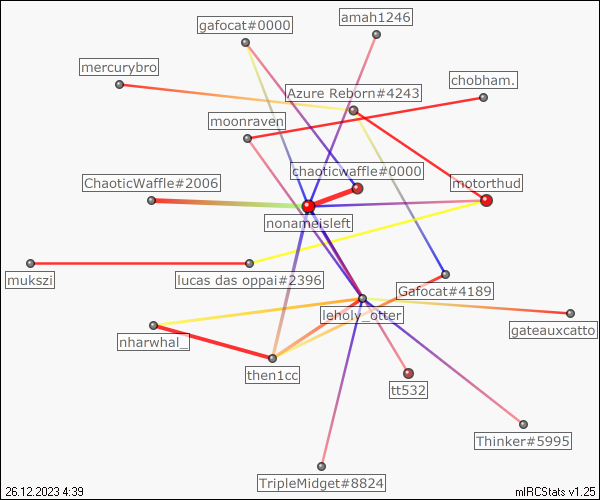 amah1246
gafocat#0000
mercurybro
chobham.
Azure Reborn#4243
moonraven
chaoticwaffle#0000
ChaoticWaffle#2006
motorthud
nonameisleft
mukszi
lucas das oppai#2396
Gafocat#4189
leholy_otter
gateauxcatto
nharwhal_
then1cc
tt532
Thinker#5995
TripleMidget#8824
26.12.2023 4:39
mIRCStats v1.25